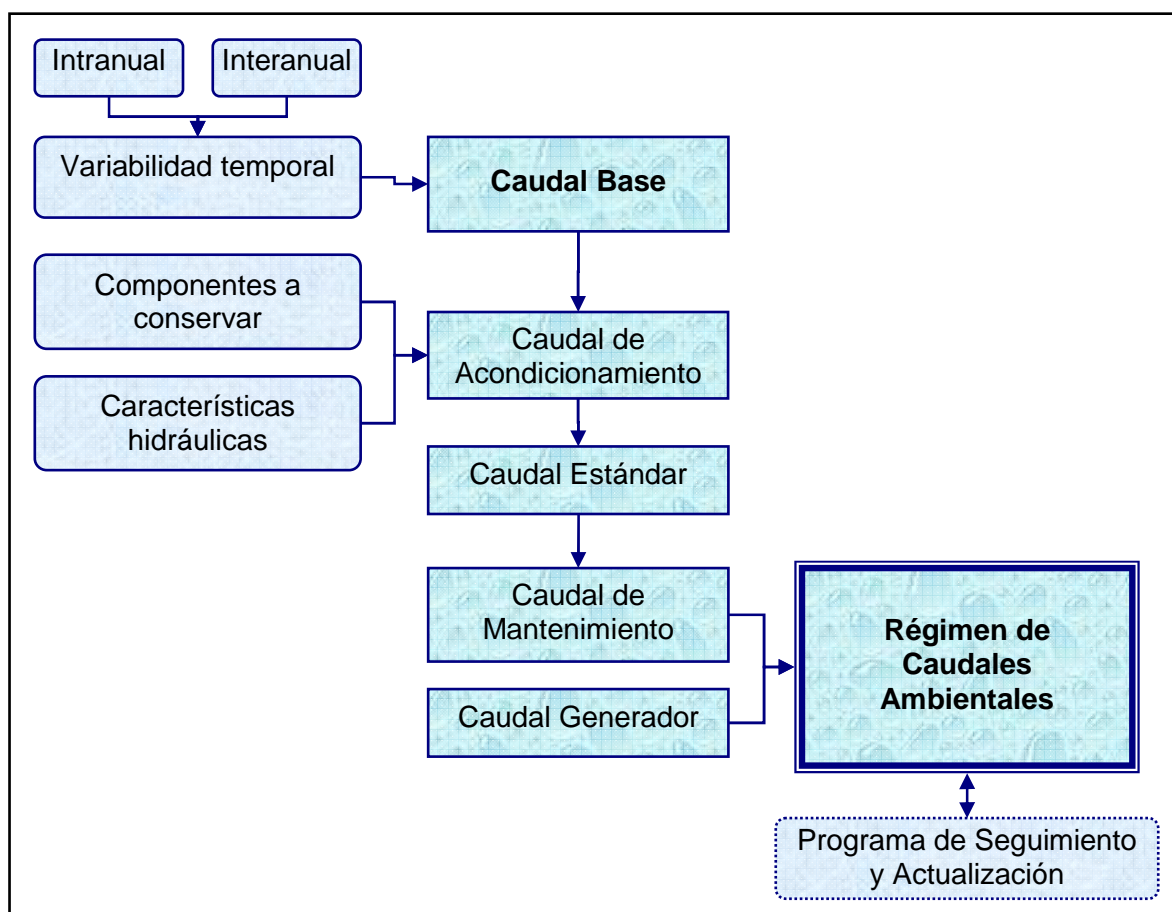 Intranual
Interanual
Variabilidad temporal
Caudal Base
Componentes a
conservar
Caudal de
Acondicionamiento
Características
hidráulicas
Caudal Estándar
Caudal de
Mantenimiento
Régimen de
Caudales
Ambientales
Caudal Generador
Programa de Seguimiento
y Actualización